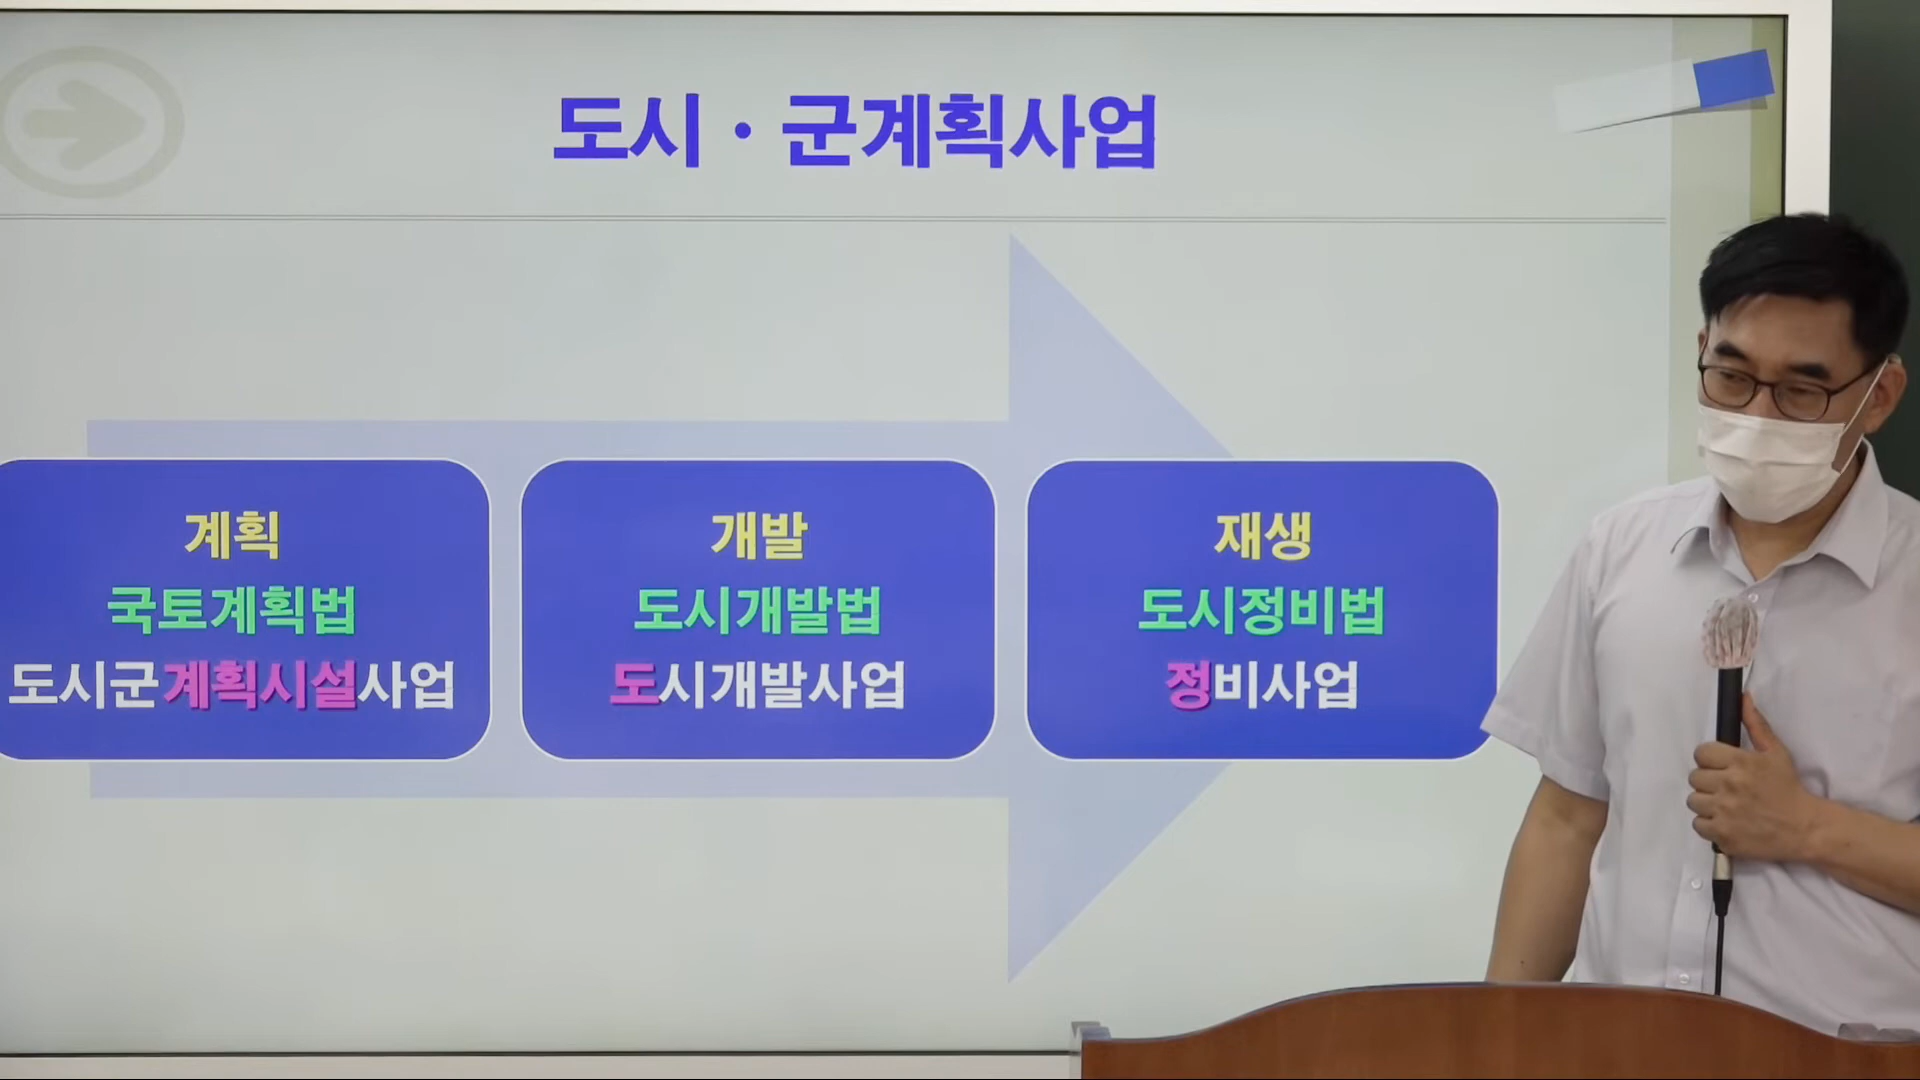 도시·군계획사업
계획
국토계획법
도시군계획시설사업
개발
도시개발법
도시개발사업
재생
도시정비법
정비사업